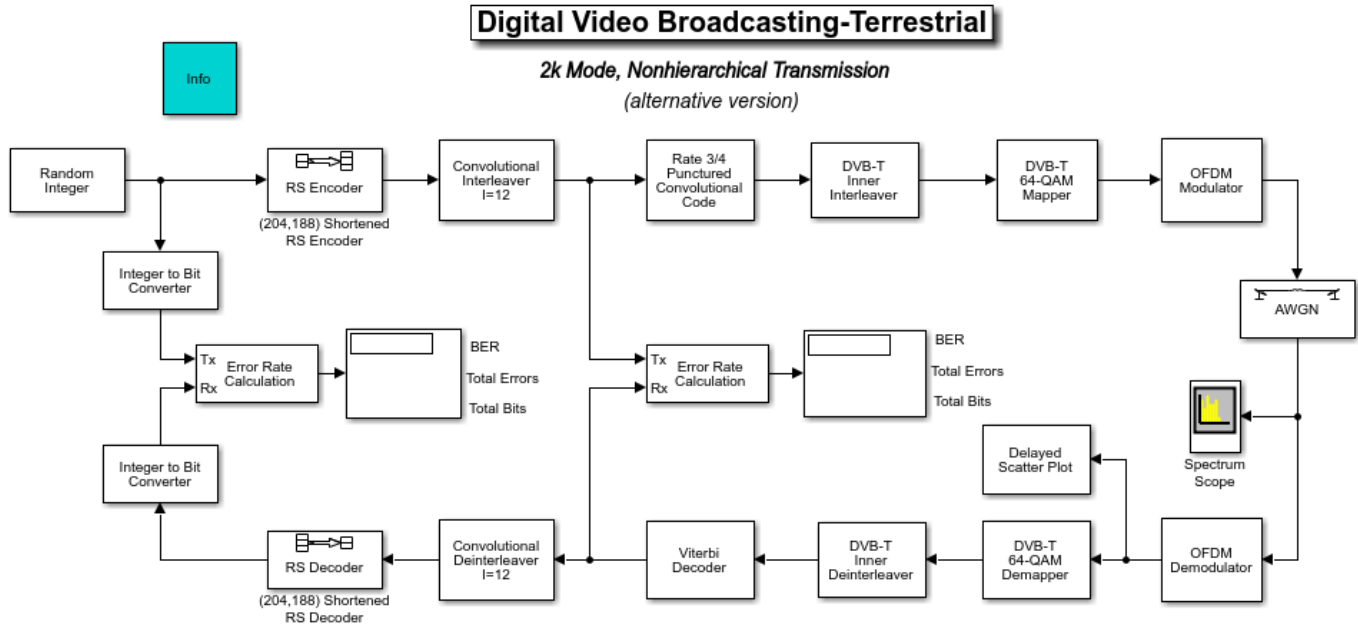 Digital Video Broadcasting-Terrestrial
2k Mode, Nonhierarchical Transmission
(alternative version)
Info
Random
Integer
RS Encoder
(204,188) Shortened
RS Encoder
Convolutional
Interleaver
I=12
Rate 3/4
Punctured
Convolutional
Code
DVB-T
Inner
Interleaver
DVB-T
64-QAM
Mapper
OFDM
Modulator
Integer to Bit
Converter
AWGN
Tx
Rx
Error Rate
Calculation
BER
Total Errors
Total Bits
Tx
Rx
Error Rate
Calculation
BER
Total Errors
Total Bits
Spectrum
Scope
Delayed
Scatter Plot
Integer to Bit
Converter
RS Decoder
(204,188) Shortened
RS Decoder
Convolutional
Deinterleaver
I=12
Viterbi
Decoder
DVB-T
Inner
Deinterleaver
DVB-T
64-QAM
Demapper
OFDM
Demodulator